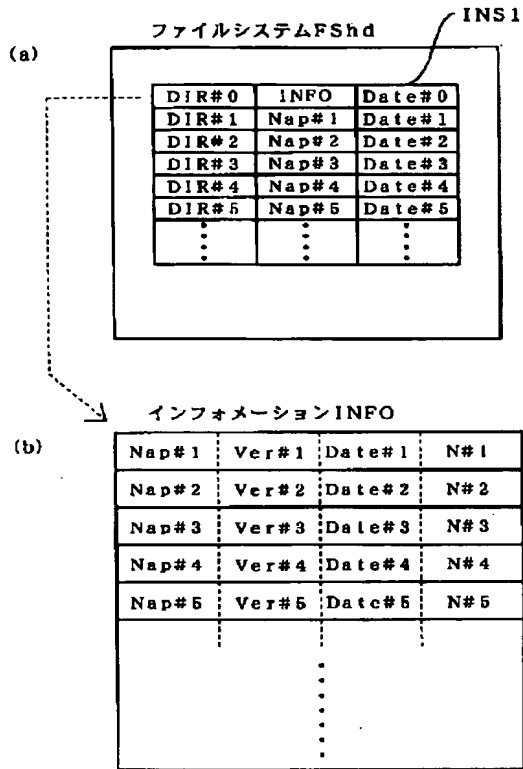 INS1
ファイルシステムFShd
(a)
DIR#0 INFO Date#0
DIR#1 Nap#1 Date#1
DIR#2 Nap#2 Date#2
DIR#3 Nap#3 Date#3
DIR#4 Nap#4 Date#4
DIR#5 Nap#5 Date#5
インフォメーションINFO
(b)
Nap#1 Ver#1 Date#1 N#1
Nap#2 Ver#2 Date#2 N#2
Nap#3 Ver#3 Date#3 N#3
Nap#4 Ver#4 Date#4 N#4
Nap#5 Ver#5 Date#5 N#5